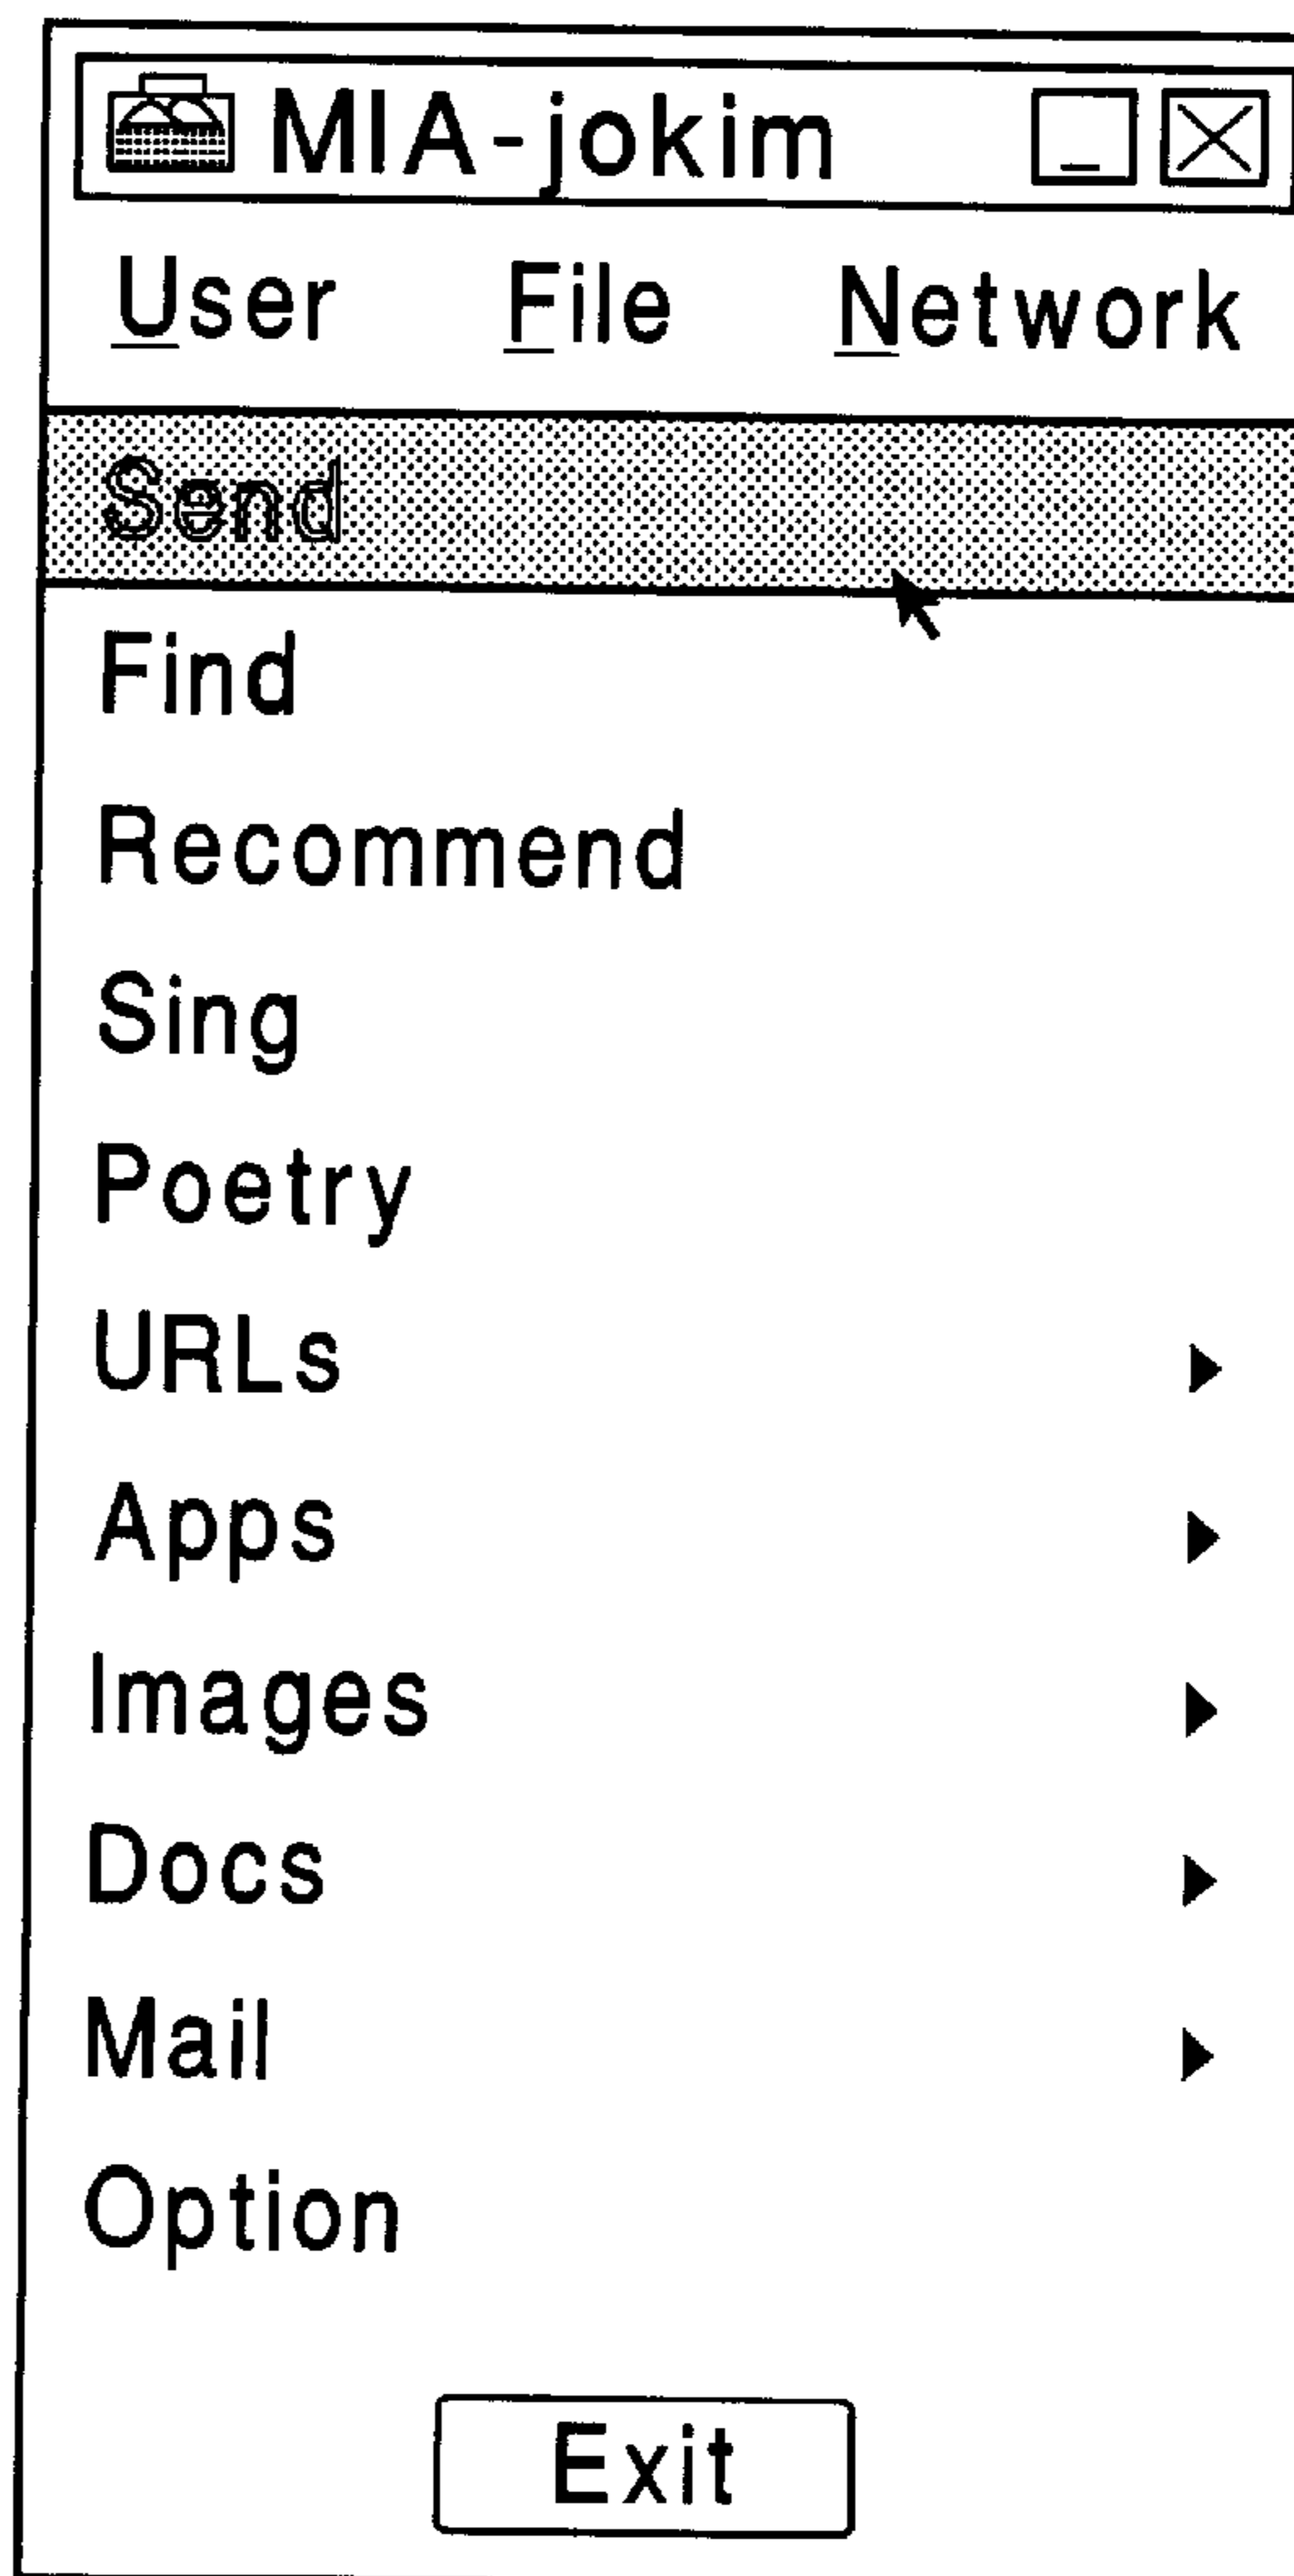 MIA-jokim
User File Network
Send
Find
Recommend
Sing
Poetry
URLs
Apps
Images
Docs
Mail
Option
Exit